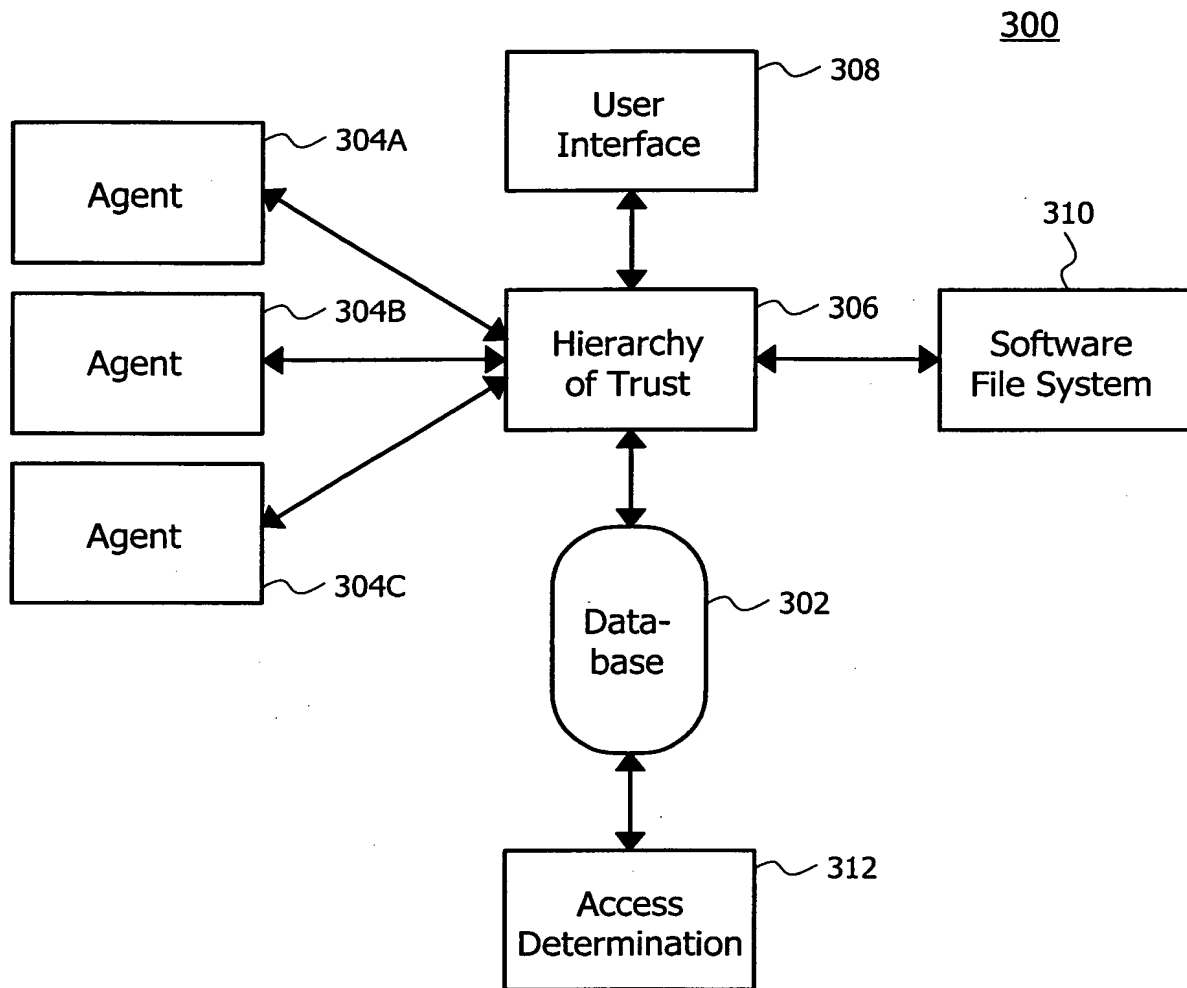 300
User
Interface
308
Agent
304A
Agent
304B
Agent
304C
Hierarchy
of Trust
306
Software
File System
310
Data-
base
302
Access
Determination
312